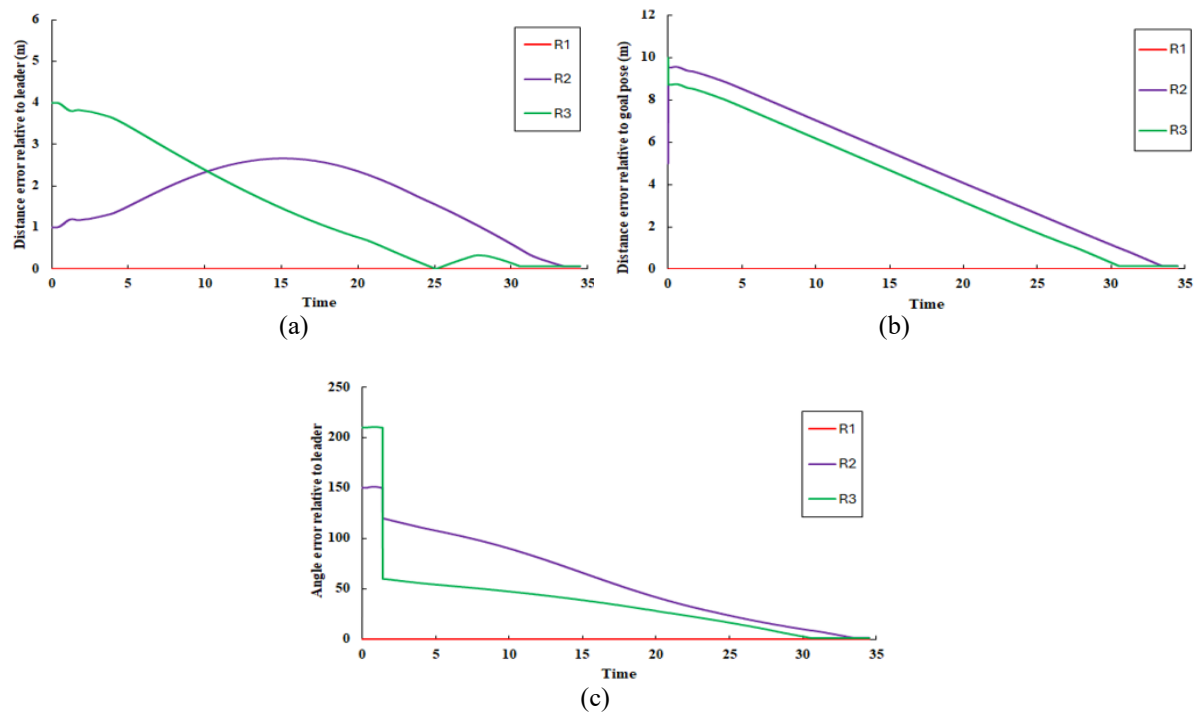 Distance error relative to leader (m)
6
5
4
3
2
1
0
0 5 10 15 20 25 30 35
Time
R1
R2
R3
(a)
Distance error relative to goal pose (m)
12
10
8
6
4
2
0
0 5 10 15 20 25 30 35
Time
R1
R2
R3
(b)
Angle error relative to leader
250
200
150
100
50
0
0 5 10 15 20 25 30 35
Time
R1
R2
R3
(c)